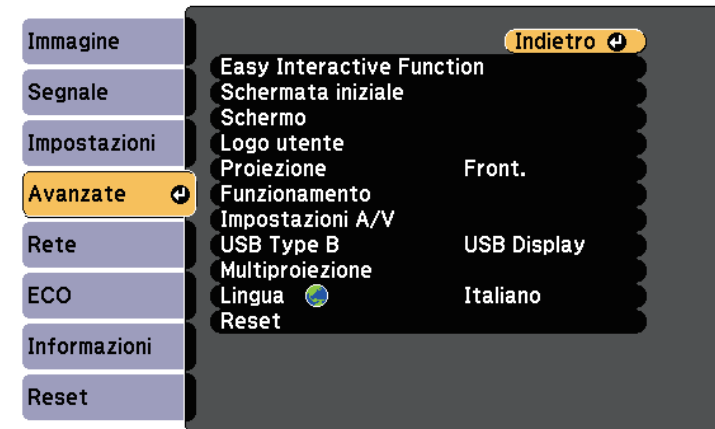 Immagine
Segnale
Impostazioni
Avanzate
Rete
ECO
Informazioni
Reset
Indietro
Easy Interactive Function
Schermata iniziale
Schermo
Logo utente
Proiezione Front.
Funzionamento
Impostazioni A/V
USB Type B USB Display
Multiproiezione
Lingua Italiano
Reset